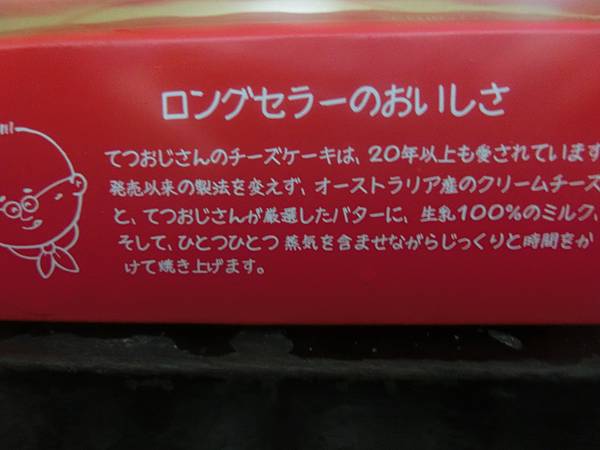 ロングセラーのおいしさ
てつおじさんのチーズケーキは、20年以上も愛されています
発売以来の製法を変えず、オーストラリア産のクリームチーズ
と、てつおじさんが厳選したバターに、生乳100%のミルク、
そして、ひとつひとつ 蒸気を含ませながらじっくりと時間をか
けて焼き上げます。